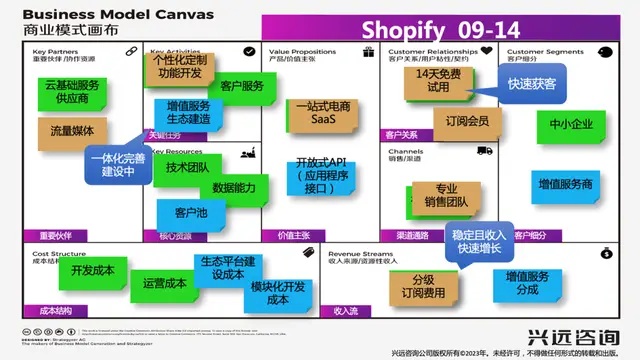 Business Model Canvas
商业模式画布
Shopify 09-14
Key Partners
重要伙伴/协作资源
云基础服务
供应商
流量媒体
重要伙伴
Key Activities
个性化定制
功能开发
客户服务
增值服务
生态建造
关键任务
一体化完善
建设中
Key Resources
技术团队
数据能力
客户池
核心资源
Value Propositions
产品/价值主张
一站式电商
SaaS
开放式API
（应用程序
接口）
价值主张
Customer Relationships
客户关系/用户粘性/契约
14天免费
试用
快速获客
订阅会员
客户关系
Channels
销售/渠道
专业
销售团队
渠道通路
Customer Segments
客户细分/客群
中小企业
增值服务商
客户细分
稳定且收入
快速增长
Cost Structure
成本结构
开发成本
运营成本
生态平台建
设成本
模块化开发
成本
成本结构
Revenue Streams
收入来源/资源性收入
分级
订阅费用
增值服务
分成
收入流
DESIGNED BY: Strategyzer AG
The makers of Business Model Generation and Strategyzer
兴远咨询
兴远咨询公司版权所有©2023年。未经许可，不得做任何形式的转载和出版。